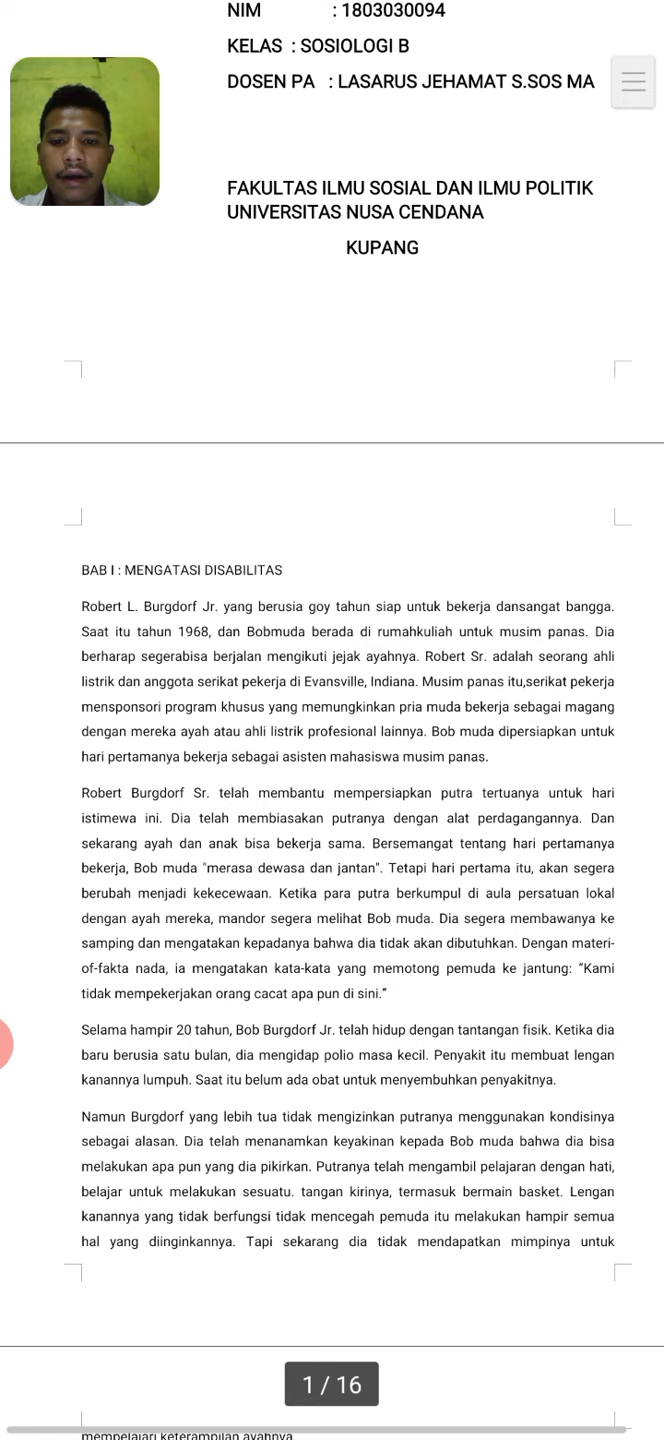 NIM : 1803030094
KELAS : SOSIOLOGI B
DOSEN PA : LASARUS JEHAMAT S.SOS MA
FAKULTAS ILMU SOSIAL DAN ILMU POLITIK
UNIVERSITAS NUSA CENDANA
KUPANG
BAB I : MENGATASI DISABILITAS
Robert L. Burgdorf Jr. yang berusia goy tahun siap untuk bekerja dansangat bangga.
Saat itu tahun 1968, dan Bobmuda berada di rumahkuliah untuk musim panas. Dia
berharap segerabisa berjalan mengikuti jejak ayahnya. Robert Sr. adalah seorang ahli
listrik dan anggota serikat pekerja di Evansville, Indiana. Musim panas itu,serikat pekerja
mensponsori program khusus yang memungkinkan pria muda bekerja sebagai magang
dengan mereka ayah atau ahli listrik profesional lainnya. Bob muda dipersiapkan untuk
hari pertamanya bekerja sebagai asisten mahasiswa musim panas.
Robert Burgdorf Sr. telah membantu mempersiapkan putra tertuanya untuk hari
istimewa ini. Dia telah membiasakan putranya dengan alat perdagangannya. Dan
sekarang ayah dan anak bisa bekerja sama. Bersemangat tentang hari pertamanya
bekerja, Bob muda "merasa dewasa dan jantan". Tetapi hari pertama itu, akan segera
berubah menjadi kekecewaan. Ketika para putra berkumpul di aula persatuan lokal
dengan ayah mereka, mandor segera melihat Bob muda. Dia segera membawanya ke
samping dan mengatakan kepadanya bahwa dia tidak akan dibutuhkan. Dengan materi-
of-fakta nada, ia mengatakan kata-kata yang memotong pemuda ke jantung: “Kami
tidak mempekerjakan orang cacat apa pun di sini.”
Selama hampir 20 tahun, Bob Burgdorf Jr. telah hidup dengan tantangan fisik. Ketika dia
baru berusia satu bulan, dia mengidap polio masa kecil. Penyakit itu membuat lengan
kanannya lumpuh. Saat itu belum ada obat untuk menyembuhkan penyakitnya.
Namun Burgdorf yang lebih tua tidak mengizinkan putranya menggunakan kondisinya
sebagai alasan. Dia telah menanamkan keyakinan kepada Bob muda bahwa dia bisa
melakukan apa pun yang dia pikirkan. Putranya telah mengambil pelajaran dengan hati,
belajar untuk melakukan sesuatu. tangan kirinya, termasuk bermain basket. Lengan
kanannya yang tidak berfungsi tidak mencegah pemuda itu melakukan hampir semua
hal yang diinginkannya. Tapi sekarang dia tidak mendapatkan mimpinya untuk
1 / 16
mempelajari keterampilan ayahnya